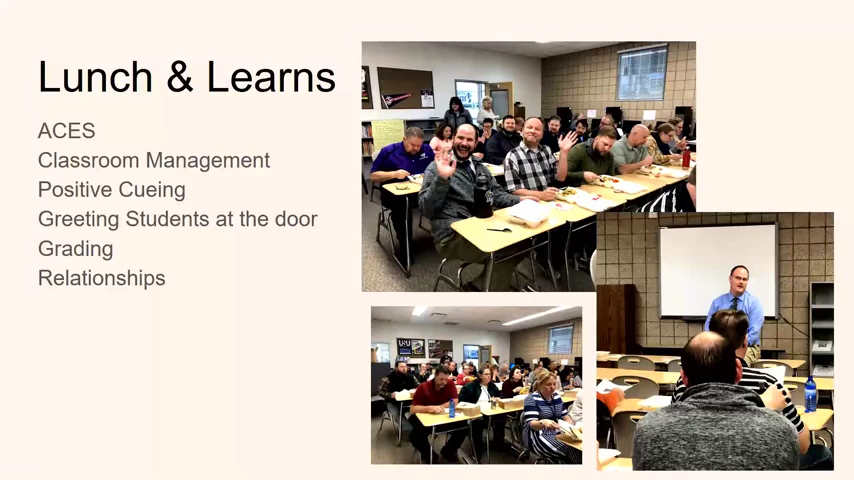 Lunch & Learns
ACES
Classroom Management
Positive Cueing
Greeting Students at the door
Grading
Relationships